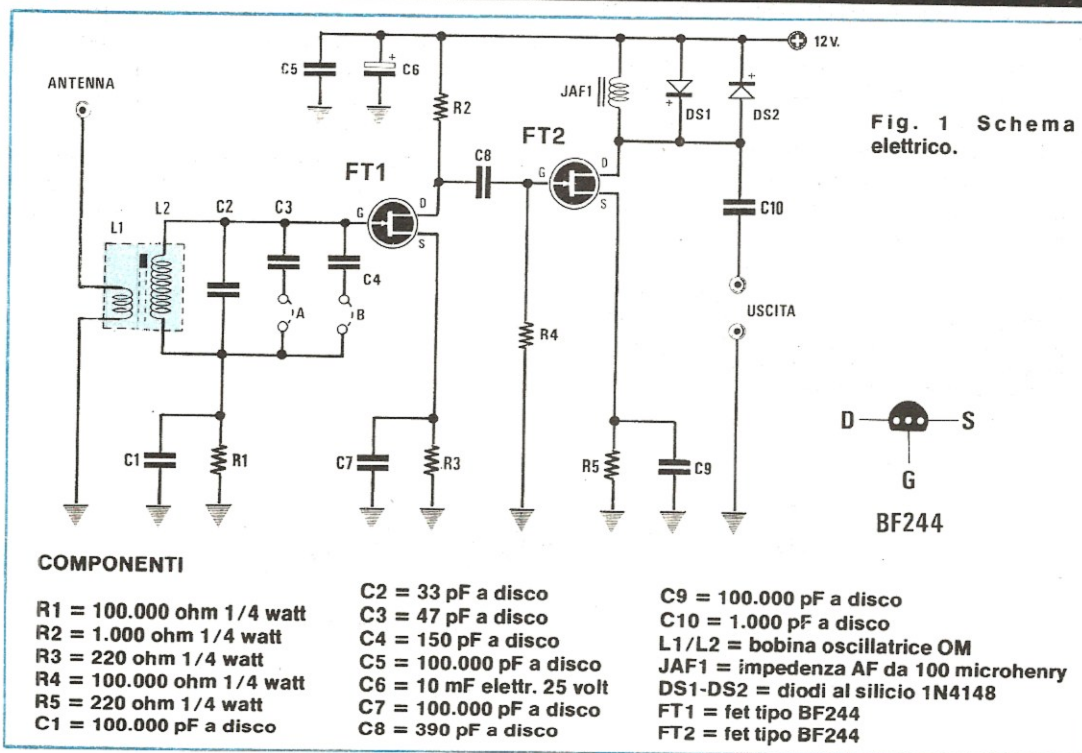 ANTENNA
L1
L2
C2
C3
C4
A
B
C1
R1
C5
+
C6
R2
FT1
G
D
S
C7
R3
C8
R4
FT2
G
D
S
R5
C9
JAF1
+
DS1
+
DS2
12V.
C10
USCITA
Fig. 1 Schema
elettrico.
D
S
G
BF244
COMPONENTI
R1 = 100.000 ohm 1/4 watt
R2 = 1.000 ohm 1/4 watt
R3 = 220 ohm 1/4 watt
R4 = 100.000 ohm 1/4 watt
R5 = 220 ohm 1/4 watt
C1 = 100.000 pF a disco
C2 = 33 pF a disco
C3 = 47 pF a disco
C4 = 150 pF a disco
C5 = 100.000 pF a disco
C6 = 10 mF elettr. 25 volt
C7 = 100.000 pF a disco
C8 = 390 pF a disco
C9 = 100.000 pF a disco
C10 = 1.000 pF a disco
L1/L2 = bobina oscillatrice OM
JAF1 = impedenza AF da 100 microhenry
DS1-DS2 = diodi al silicio 1N4148
FT1 = fet tipo BF244
FT2 = fet tipo BF244